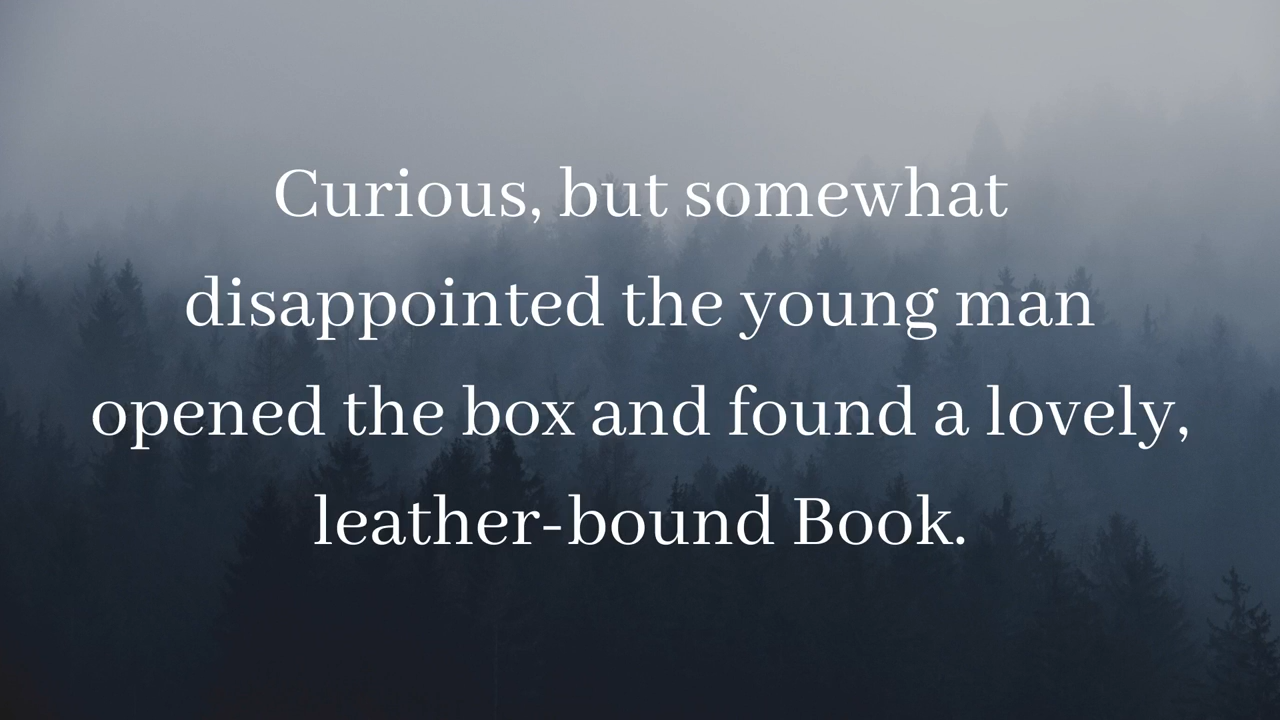 Curious, but somewhat
disappointed the young man
opened the box and found a lovely,
leather-bound Book.